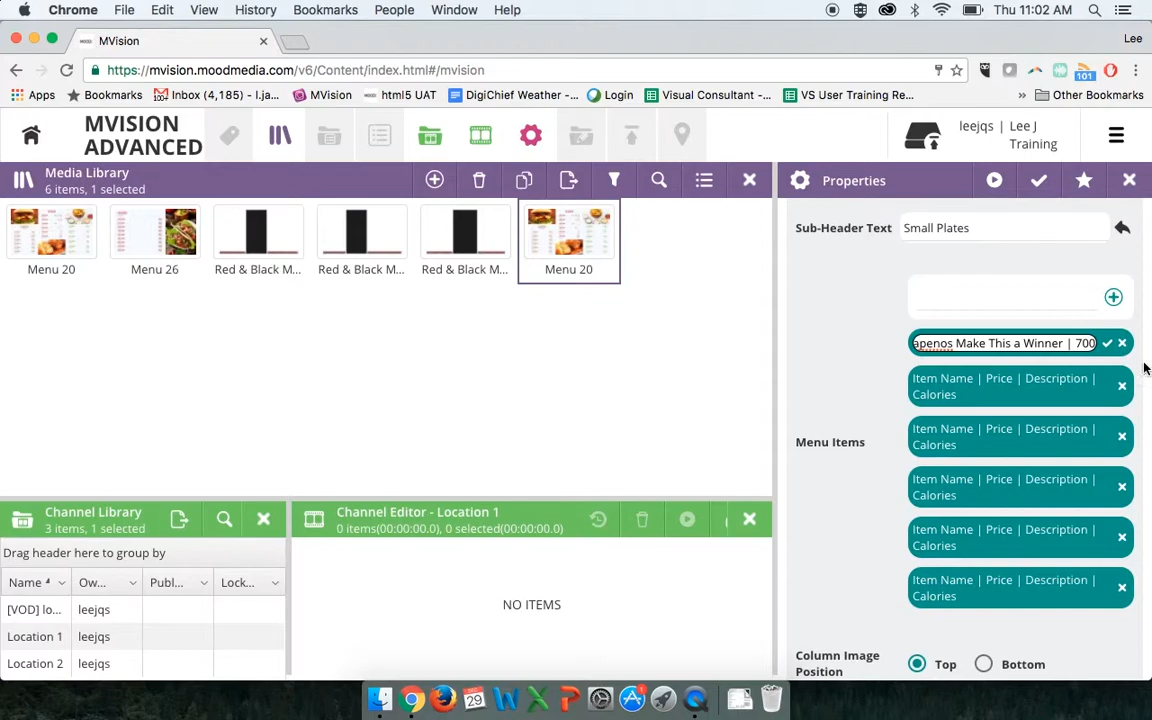 Chrome File Edit View History Bookmarks People Window Help Thu 11:02 AM
MVision Lee
https://mvision.moodmedia.com/v6/Content/index.html#/mvision
Apps Bookmarks Inbox (4,185) - l.ja... MVision html5 UAT DigiChief Weather -... Login Visual Consultant -... VS User Training Re... 101 » Other Bookmarks
MVISION
ADVANCED
leejqs | Lee J
Training
Media Library
6 items, 1 selected
Properties
Menu 20 Menu 26 Red & Black M... Red & Black M... Red & Black M... Menu 20
Sub-Header Text Small Plates
apenos Make This a Winner | 700
Item Name | Price | Description |
Calories
Item Name | Price | Description |
Calories
Menu Items
Item Name | Price | Description |
Calories
Item Name | Price | Description |
Calories
Item Name | Price | Description |
Calories
Column Image
Position
Top Bottom
Channel Library
3 items, 1 selected
Drag header here to group by
Name Ow... Publ... Lock...
[VOD] lo... leejqs
Location 1 leejqs
Location 2 leejqs
Channel Editor - Location 1
0 items(00:00:00.0), 0 selected(00:00:00.0)
NO ITEMS